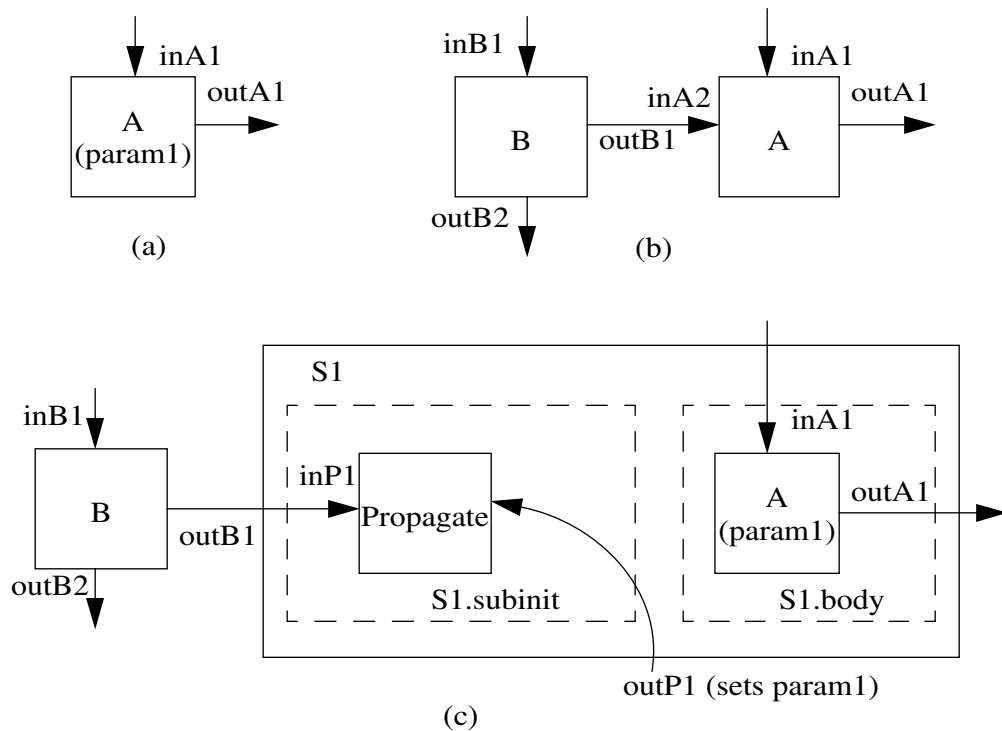 inA1
outA1
A
(param1)
(a)
inB1
inA1
outA1
inA2
B
outB1
A
outB2
(b)
S1
inB1
inA1
inP1
outA1
B
Propagate
A
(param1)
outB1
outB2
S1.subinit
S1.body
outP1 (sets param1)
(c)